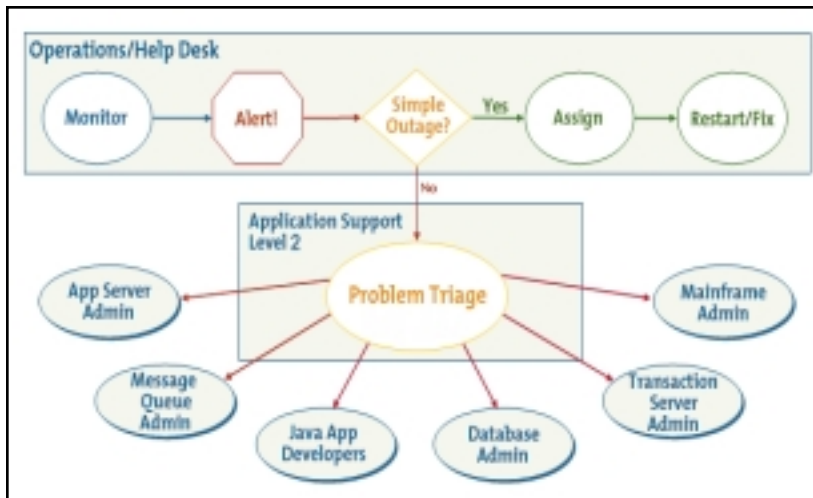 Operations/Help Desk
Monitor
Alert!
Simple
Outage?
Yes
Assign
Restart/Fix
No
Application Support
Level 2
Problem Triage
App Server
Admin
Mainframe
Admin
Message
Queue
Admin
Transaction
Server
Admin
Java App
Developers
Database
Admin